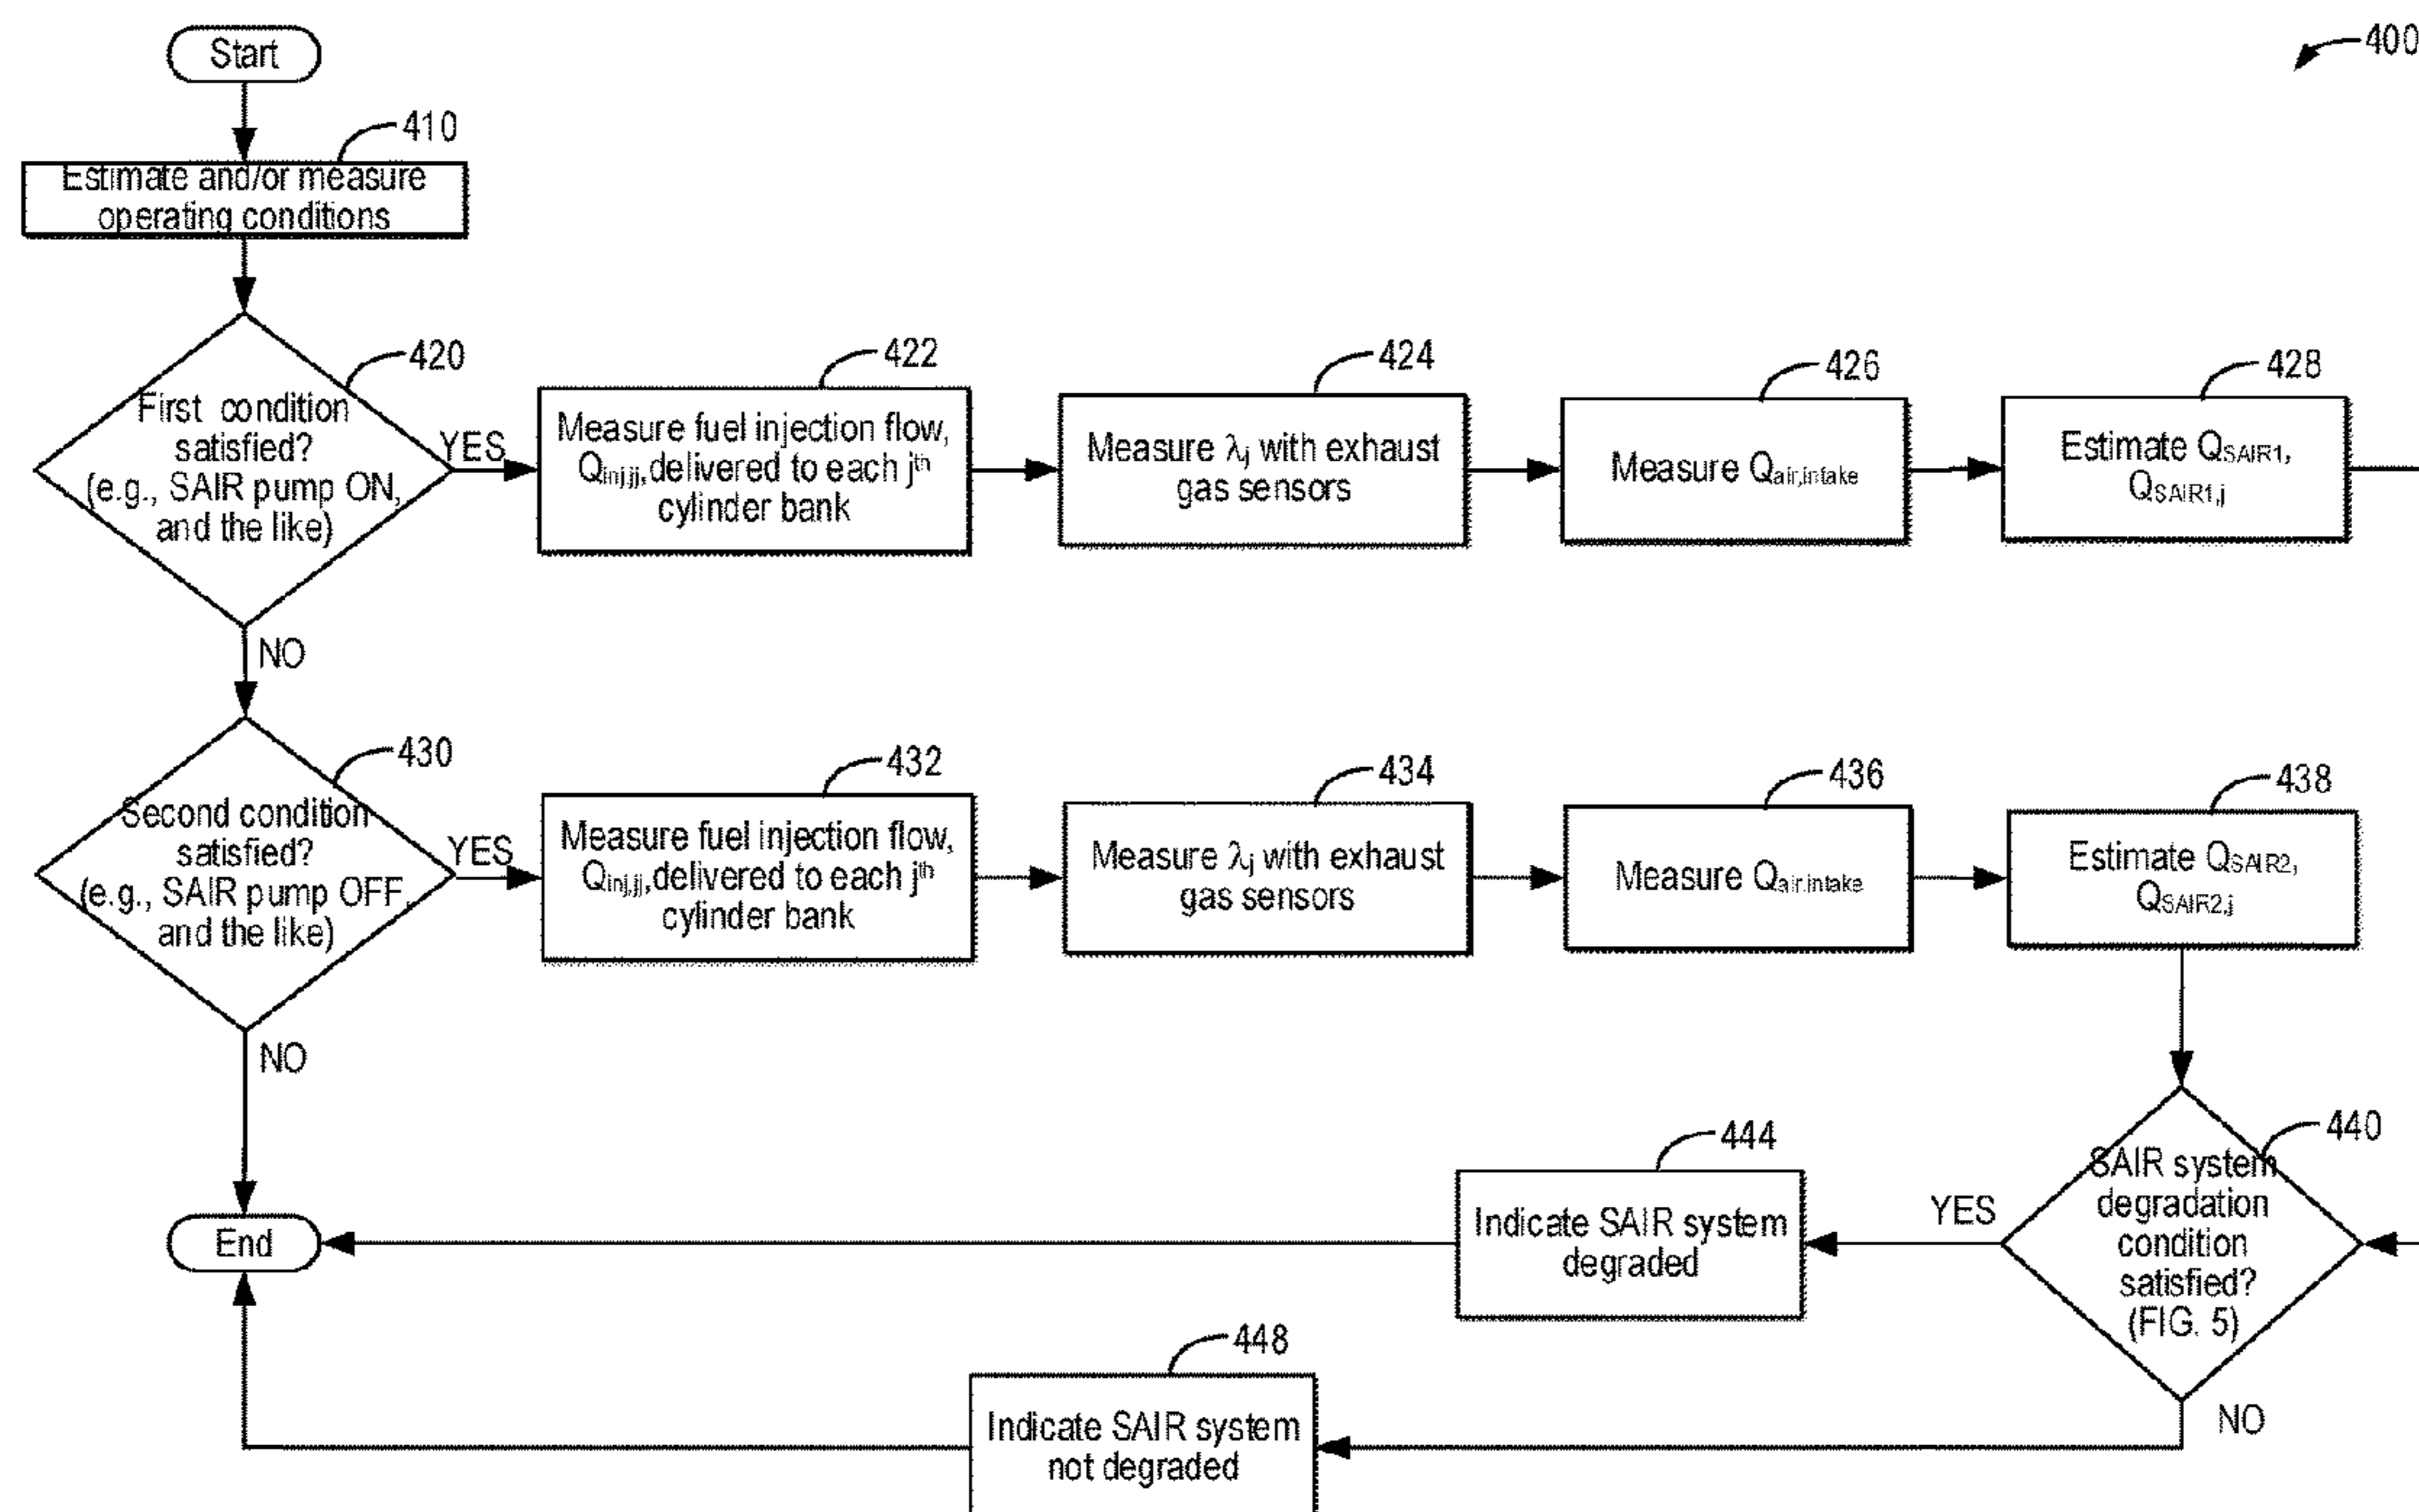 Start
400
410
Estimate and/or measure
operating conditions
420
First condition
satisfied?
(e.g., SAIR pump ON,
and the like)
YES
NO
422
Measure fuel injection flow,
Qinj,jj, delivered to each jth
cylinder bank
424
Measure λj with exhaust
gas sensors
426
Measure Qair,intake
428
Estimate QSAIR1,
QSAIR1,j
430
Second condition
satisfied?
(e.g., SAIR pump OFF,
and the like)
YES
NO
432
Measure fuel injection flow,
Qinj,jj, delivered to each jth
cylinder bank
434
Measure λj with exhaust
gas sensors
436
Measure Qair,intake
438
Estimate QSAIR2,
QSAIR2,j
440
SAIR system
degradation
condition
satisfied?
(FIG. 5)
YES
NO
444
Indicate SAIR system
degraded
End
448
Indicate SAIR system
not degraded